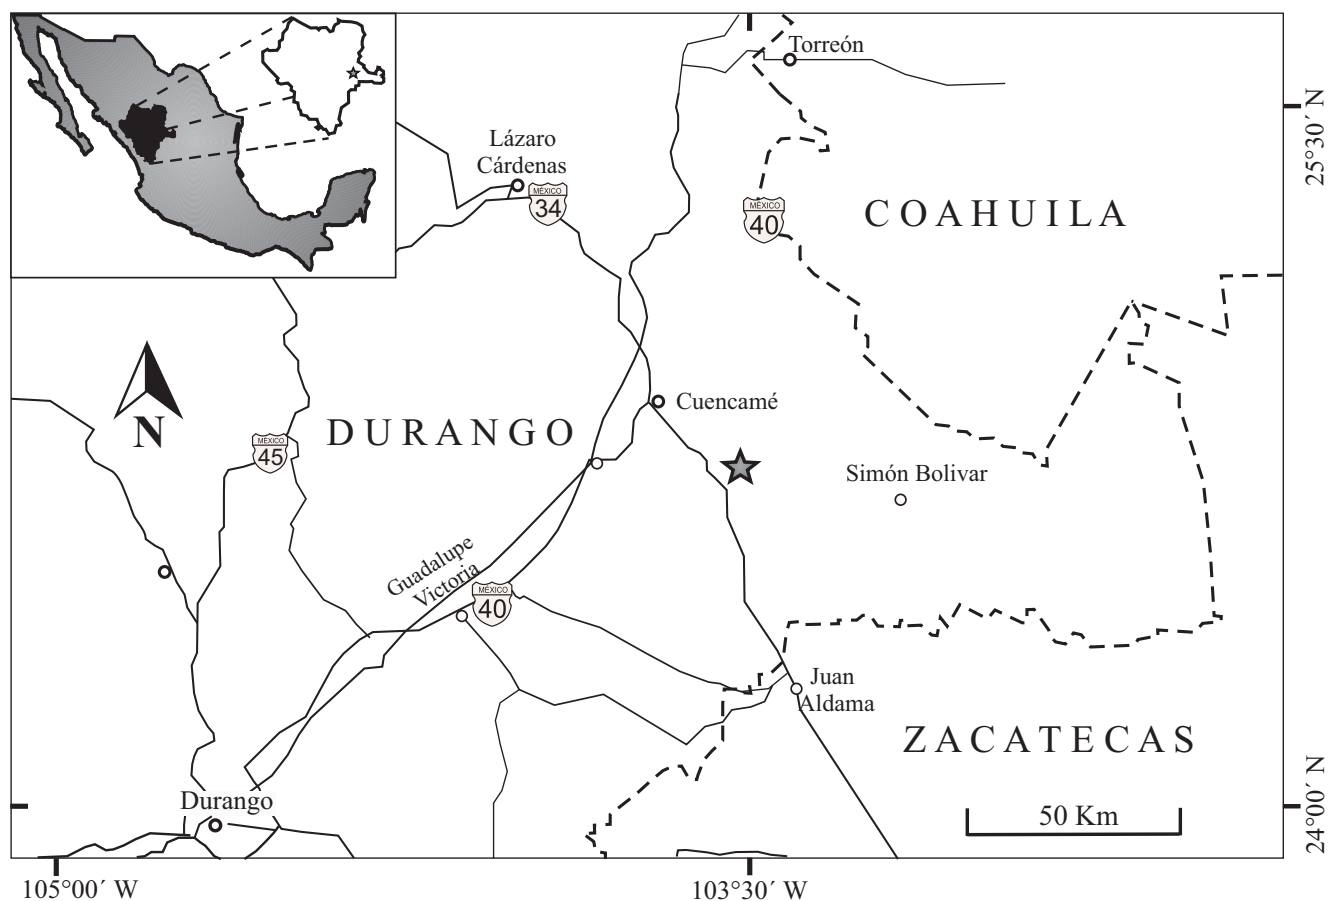 Torreón
25°30´ N
Lázaro
Cárdenas
MÉXICO
34
MÉXICO
40
COAHUILA
N
DURANGO
Cuencamé
MÉXICO
45
Simón Bolivar
Guadalupe
Victoria
MÉXICO
40
Juan
Aldama
ZACATECAS
Durango
50 Km
24°00´ N
105°00´ W
103°30´ W